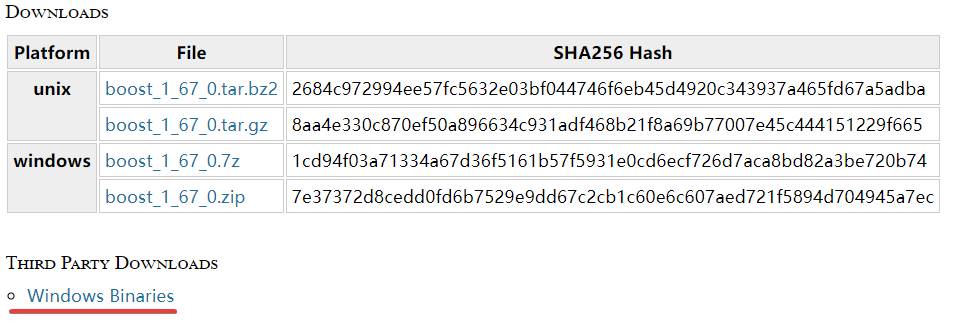 Downloads
Platform File SHA256 Hash
unix boost_1_67_0.tar.bz2 2684c972994ee57fc5632e03bf044746f6eb45d4920c343937a465fd67a5adba
boost_1_67_0.tar.gz 8aa4e330c870ef50a896634c931adf468b21f8a69b77007e45c444151229f665
windows boost_1_67_0.7z 1cd94f03a71334a67d36f5161b57f5931e0cd6ecf726d7aca8bd82a3be720b74
boost_1_67_0.zip 7e37372d8cedd0fd6b7529e9dd67c2cb1c60e6c607aed721f5894d704945a7ec
Third Party Downloads
Windows Binaries